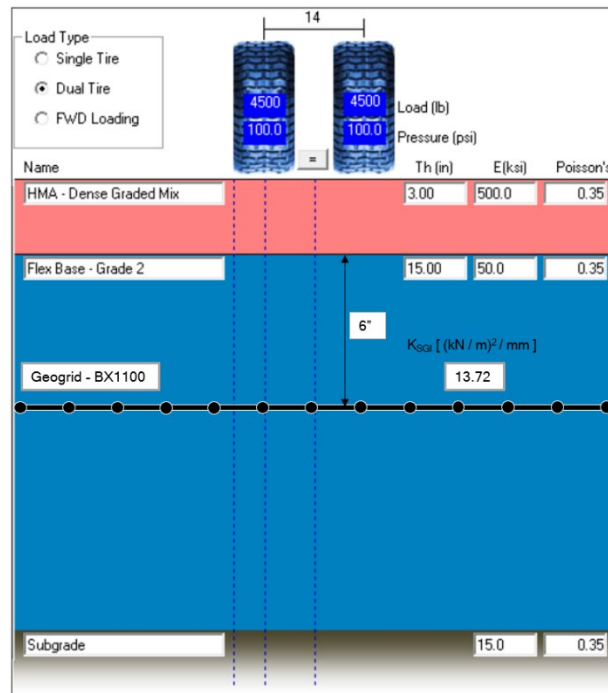 14
Load Type
Single Tire
Dual Tire
FWD Loading
4500 4500 Load (lb)
100.0 100.0 Pressure (psi)
=
Name Th (in) E(ksi) Poisson's
HMA - Dense Graded Mix 3.00 500.0 0.35
Flex Base - Grade 2 15.00 50.0 0.35
6"
KSGI [ (kN / m)2 / mm ]
Geogrid - BX1100 13.72
Subgrade 15.0 0.35